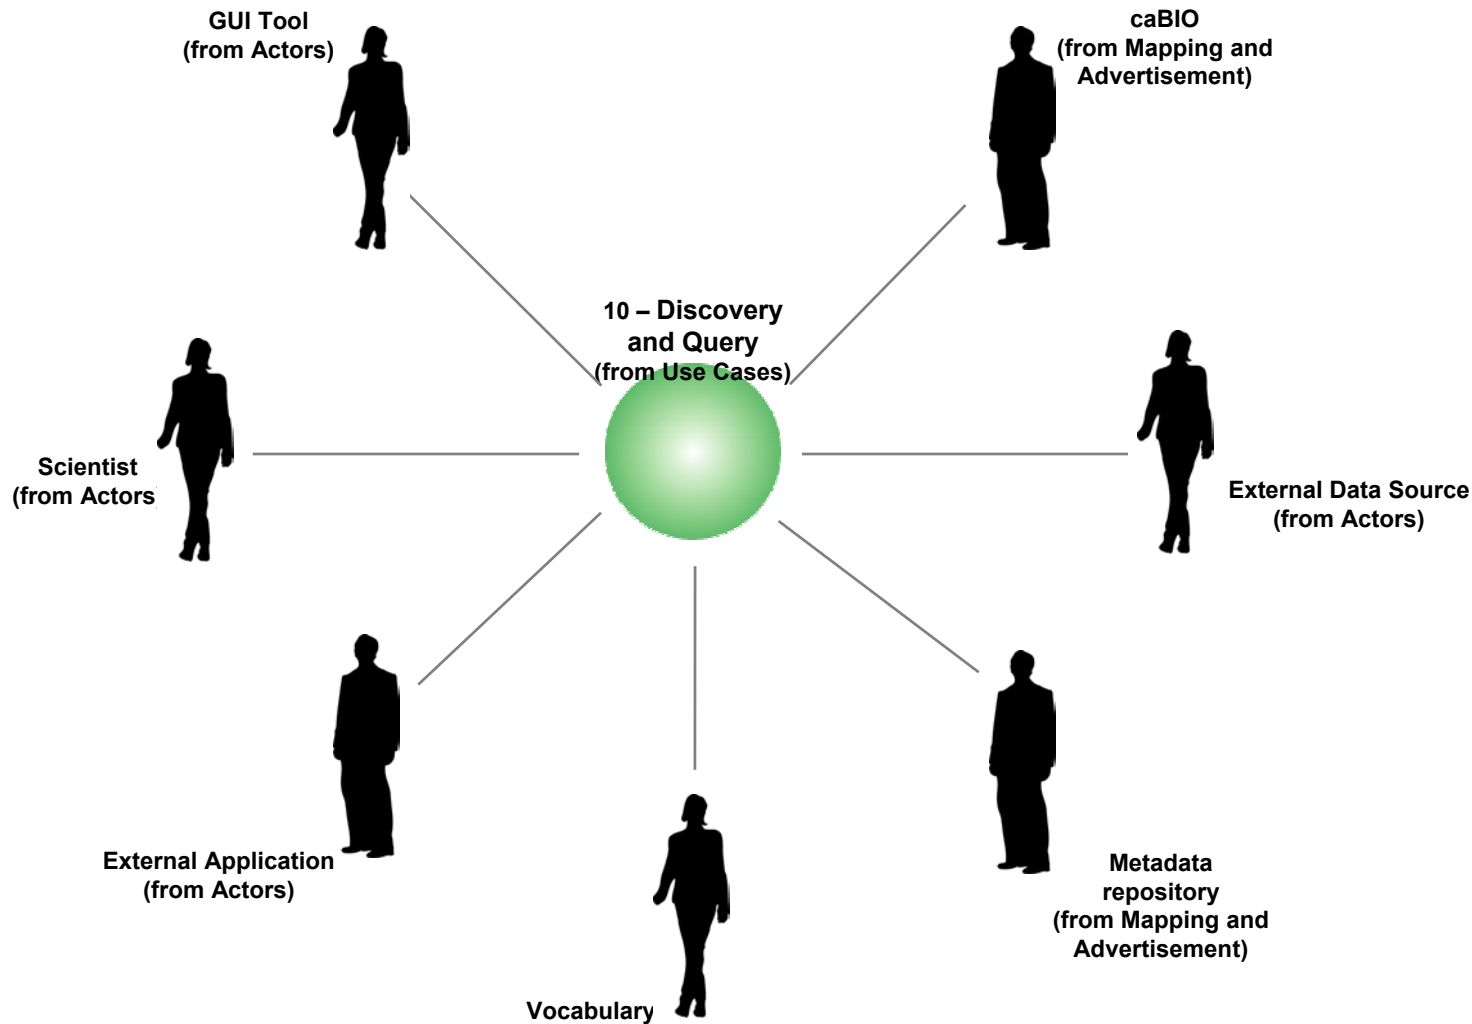 GUI Tool
(from Actors)
caBIO
(from Mapping and
Advertisement)
10 – Discovery
and Query
(from Use Cases)
Scientist
(from Actors
External Data Source
(from Actors)
External Application
(from Actors)
Metadata
repository
(from Mapping and
Advertisement)
Vocabulary